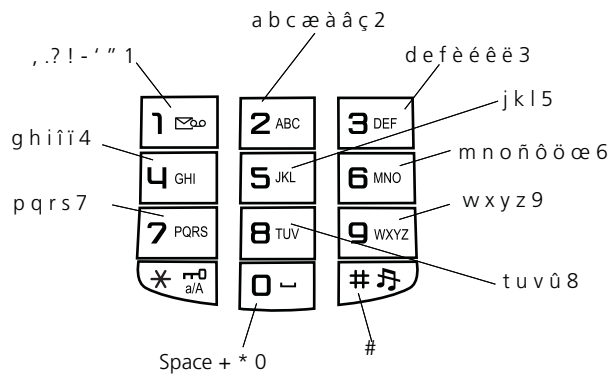 a b c æ à â ç 2
, .? ! - ‘ ” 1
d e f è é ê ë 3
j k l 5
g h i î ï 4
m n o ñ ô ö œ 6
p q r s 7
w x y z 9
t u v û 8
1
2 ABC
3 DEF
4 GHI
5 JKL
6 MNO
7 PQRS
8 TUV
9 WXYZ
* a/A
0
#
#
Space + * 0